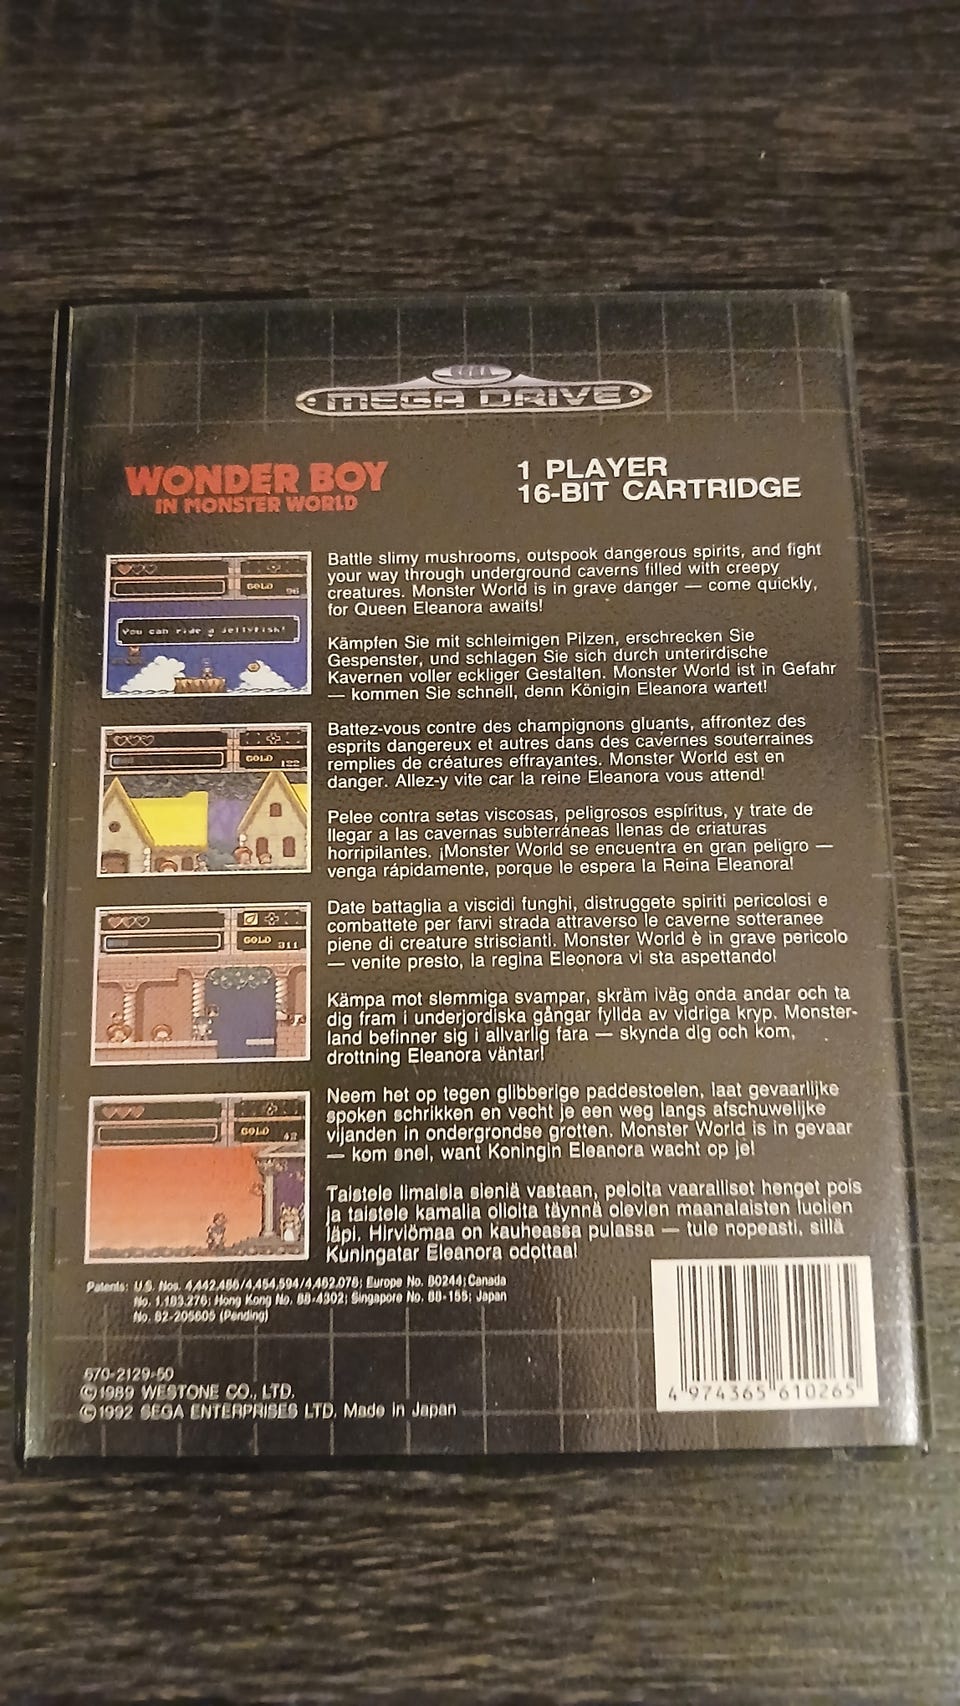 MEGA DRIVE
WONDER BOY
IN MONSTER WORLD
1 PLAYER
16-BIT CARTRIDGE
GOLD 96
You can ride a Jellyfish!
GOLD 122
GOLD 311
GOLD 42
Battle slimy mushrooms, outspook dangerous spirits, and fight
your way through underground caverns filled with creepy
creatures. Monster World is in grave danger — come quickly,
for Queen Eleanora awaits!
Kämpfen Sie mit schleimigen Pilzen, erschrecken Sie
Gespenster, und schlagen Sie sich durch unterirdische
Kavernen voller eckliger Gestalten. Monster World ist in Gefahr
— kommen Sie schnell, denn Königin Eleanora wartet!
Battez-vous contre des champignons gluants, affrontez des
esprits dangereux et autres dans des cavernes souterraines
remplies de créatures effrayantes. Monster World est en
danger. Allez-y vite car la reine Eleanora vous attend!
Pelee contra setas viscosas, peligrosos espíritus, y trate de
llegar a las cavernas subterráneas llenas de criaturas
horripilantes. ¡Monster World se encuentra en gran peligro —
venga rápidamente, porque le espera la Reina Eleanora!
Date battaglia a viscidi funghi, distruggete spiriti pericolosi e
combattete per farvi strada attraverso le caverne sotteranee
piene di creature striscianti. Monster World è in grave pericolo
— venite presto, la regina Eleonora vi sta aspettando!
Kämpa mot slemmiga svampar, skräm iväg onda andar och ta
dig fram i underjordiska gångar fyllda av vidriga kryp. Monster-
land befinner sig i allvarlig fara — skynda dig och kom,
drottning Eleanora väntar!
Neem het op tegen glibberige paddestoelen, laat gevaarlijke
spoken schrikken en vecht je een weg langs afschuwelijke
vijanden in ondergrondse grotten. Monster World is in gevaar
— kom snel, want Koningin Eleanora wacht op je!
Taistele limaisia sieniä vastaan, peloita vaaralliset henget pois
ja taistele kamalia olioita täynnä olevien maanalaisten luolien
läpi. Hirviömaa on kauheassa pulassa — tule nopeasti, sillä
Kuningatar Eleanora odottaa!
Patents: U.S. Nos. 4,442,486/4,454,594/4,462,076; Europe No. 80244; Canada
No. 1,183,276; Hong Kong No. 88-4302; Singapore No. 88-155; Japan
No. 82-205605 (Pending)
670-2129-50
©1989 WESTONE CO., LTD.
©1992 SEGA ENTERPRISES LTD. Made in Japan
4 974365 610265